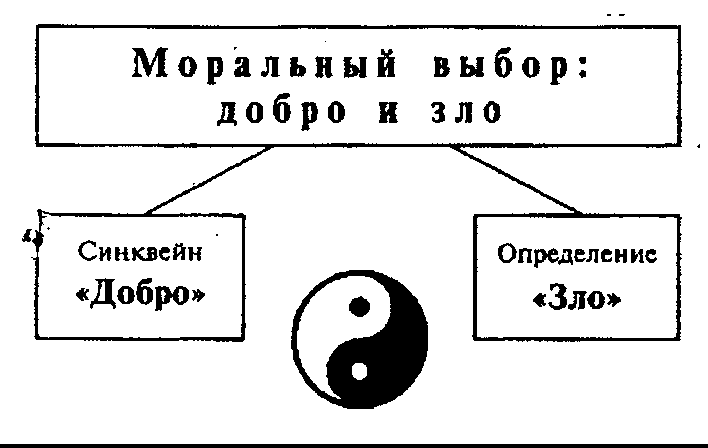 Моральный выбор:
добро и зло
Синквейн
«Добро»
Определение
«Зло»